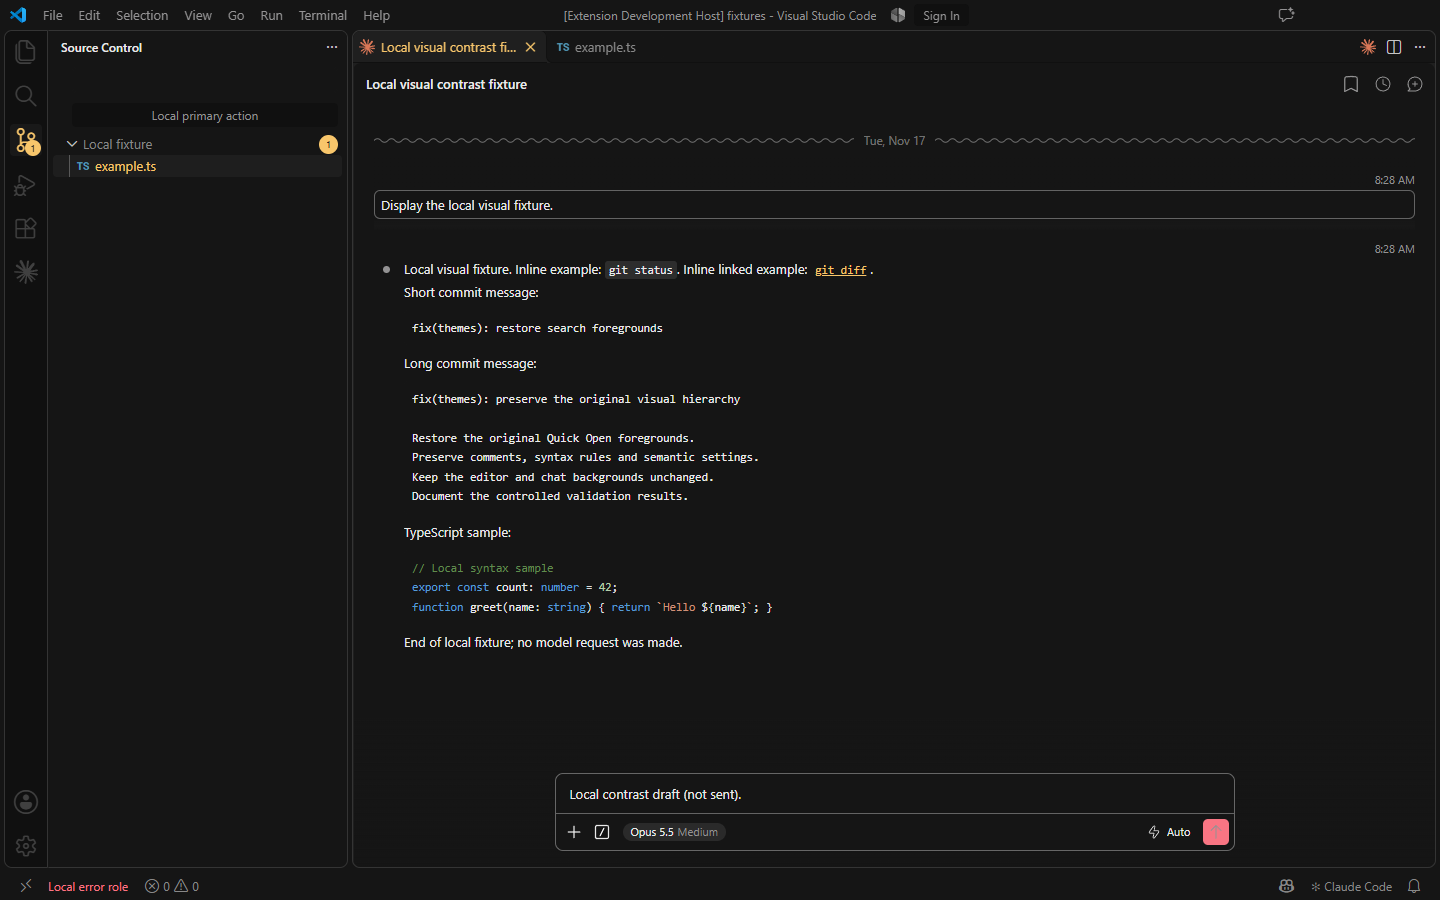 File Edit Selection View Go Run Terminal Help
[Extension Development Host] fixtures - Visual Studio Code
Sign In
Source Control
Local primary action
Local fixture
1
1
TS example.ts
Local visual contrast fi...
TS example.ts
Local visual contrast fixture
Tue, Nov 17
8:28 AM
Display the local visual fixture.
8:28 AM
Local visual fixture. Inline example: git status. Inline linked example: git diff.
Short commit message:
fix(themes): restore search foregrounds
Long commit message:
fix(themes): preserve the original visual hierarchy
Restore the original Quick Open foregrounds.
Preserve comments, syntax rules and semantic settings.
Keep the editor and chat backgrounds unchanged.
Document the controlled validation results.
TypeScript sample:
// Local syntax sample
export const count: number = 42;
function greet(name: string) { return `Hello ${name}`; }
End of local fixture; no model request was made.
Local contrast draft (not sent).
Opus 5.5 Medium
Auto
Local error role
0 0
Claude Code